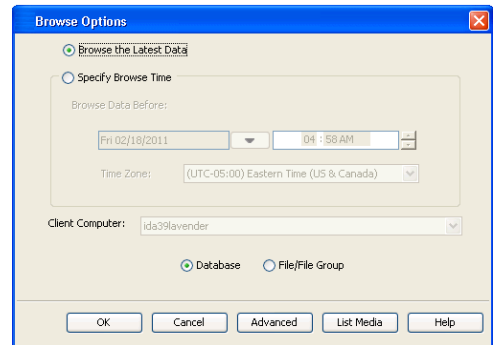 Browse Options
Browse the Latest Data
Specify Browse Time
Browse Data Before:
Fri 02/18/2011 04 : 58 AM
Time Zone: (UTC-05:00) Eastern Time (US & Canada)
Client Computer: ida39lavender
Database File/File Group
OK Cancel Advanced List Media Help